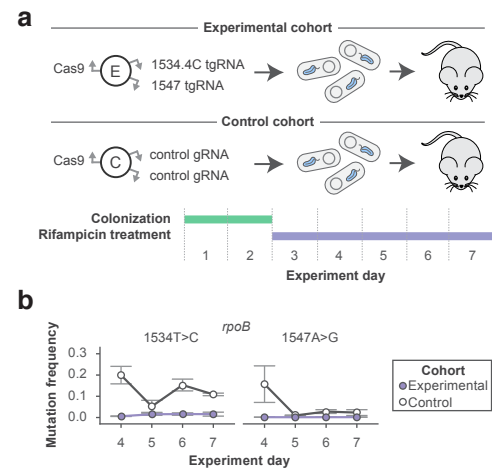 a
Experimental cohort
Cas9 E 1534.4C tgRNA
1547 tgRNA
Control cohort
Cas9 C control gRNA
control gRNA
Colonization
Rifampicin treatment
1 2 3 4 5 6 7
Experiment day
b
rpoB
1534T>C 1547A>G
Mutation frequency
0.3
0.2
0.1
0.0
4 5 6 7 4 5 6 7
Experiment day
Cohort
Experimental
Control